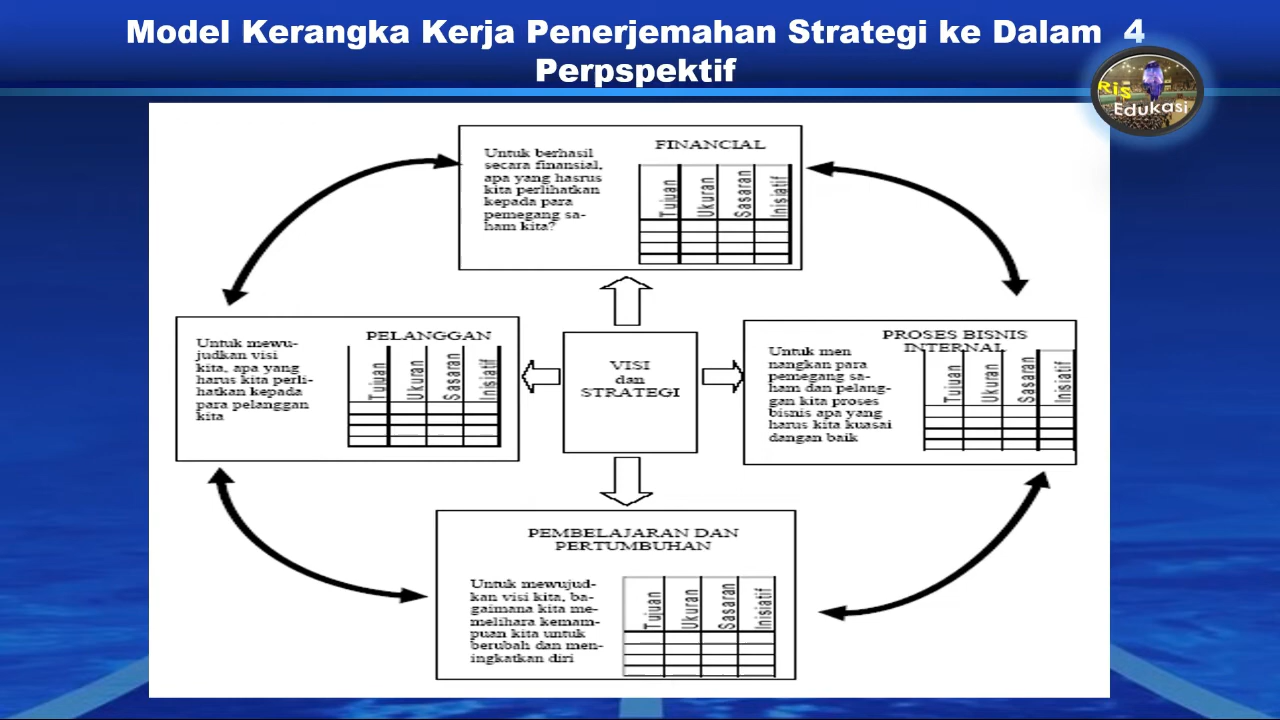 Model Kerangka Kerja Penerjemahan Strategi ke Dalam 4
Perpspektif
Ris
Edukasi
FINANCIAL
Untuk berhasil
secara finansial,
apa yang hasrus
kita perlihatkan
kepada para
pemegang sa-
ham kita?
Tujuan
Ukuran
Sasaran
Inisiatif
PELANGGAN
Untuk mewu-
judkan visi
kita, apa yang
harus kita perli-
hatkan kepada
para pelanggan
kita
Tujuan
Ukuran
Sasaran
Inisiatif
VISI
dan
STRATEGI
PROSES BISNIS
INTERNAL
Untuk men
nangkan para
pemegang sa-
ham dan pelang-
gan kita proses
bisnis apa yang
harus kita kuasai
dangan baik
Tujuan
Ukuran
Sasaran
Inisiatif
PEMBELAJARAN DAN
PERTUMBUHAN
Untuk mewujud-
kan visi kita, ba-
gaimana kita me-
melihara kemam-
puan kita untuk
berubah dan men-
ingkatkan diri
Tujuan
Ukuran
Sasaran
Inisiatif